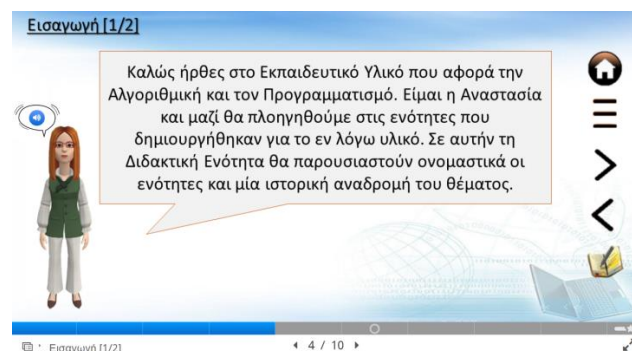 Εισαγωγή [1/2]
Καλώς ήρθες στο Εκπαιδευτικό Υλικό που αφορά την
Αλγοριθμική και τον Προγραμματισμό. Είμαι η Αναστασία
και μαζί θα πλοηγηθούμε στις ενότητες που
δημιουργήθηκαν για το εν λόγω υλικό. Σε αυτήν τη
Διδακτική Ενότητα θα παρουσιαστούν ονομαστικά οι
ενότητες και μία ιστορική αναδρομή του θέματος.
Εισαγωγή [1/2]
4 / 10